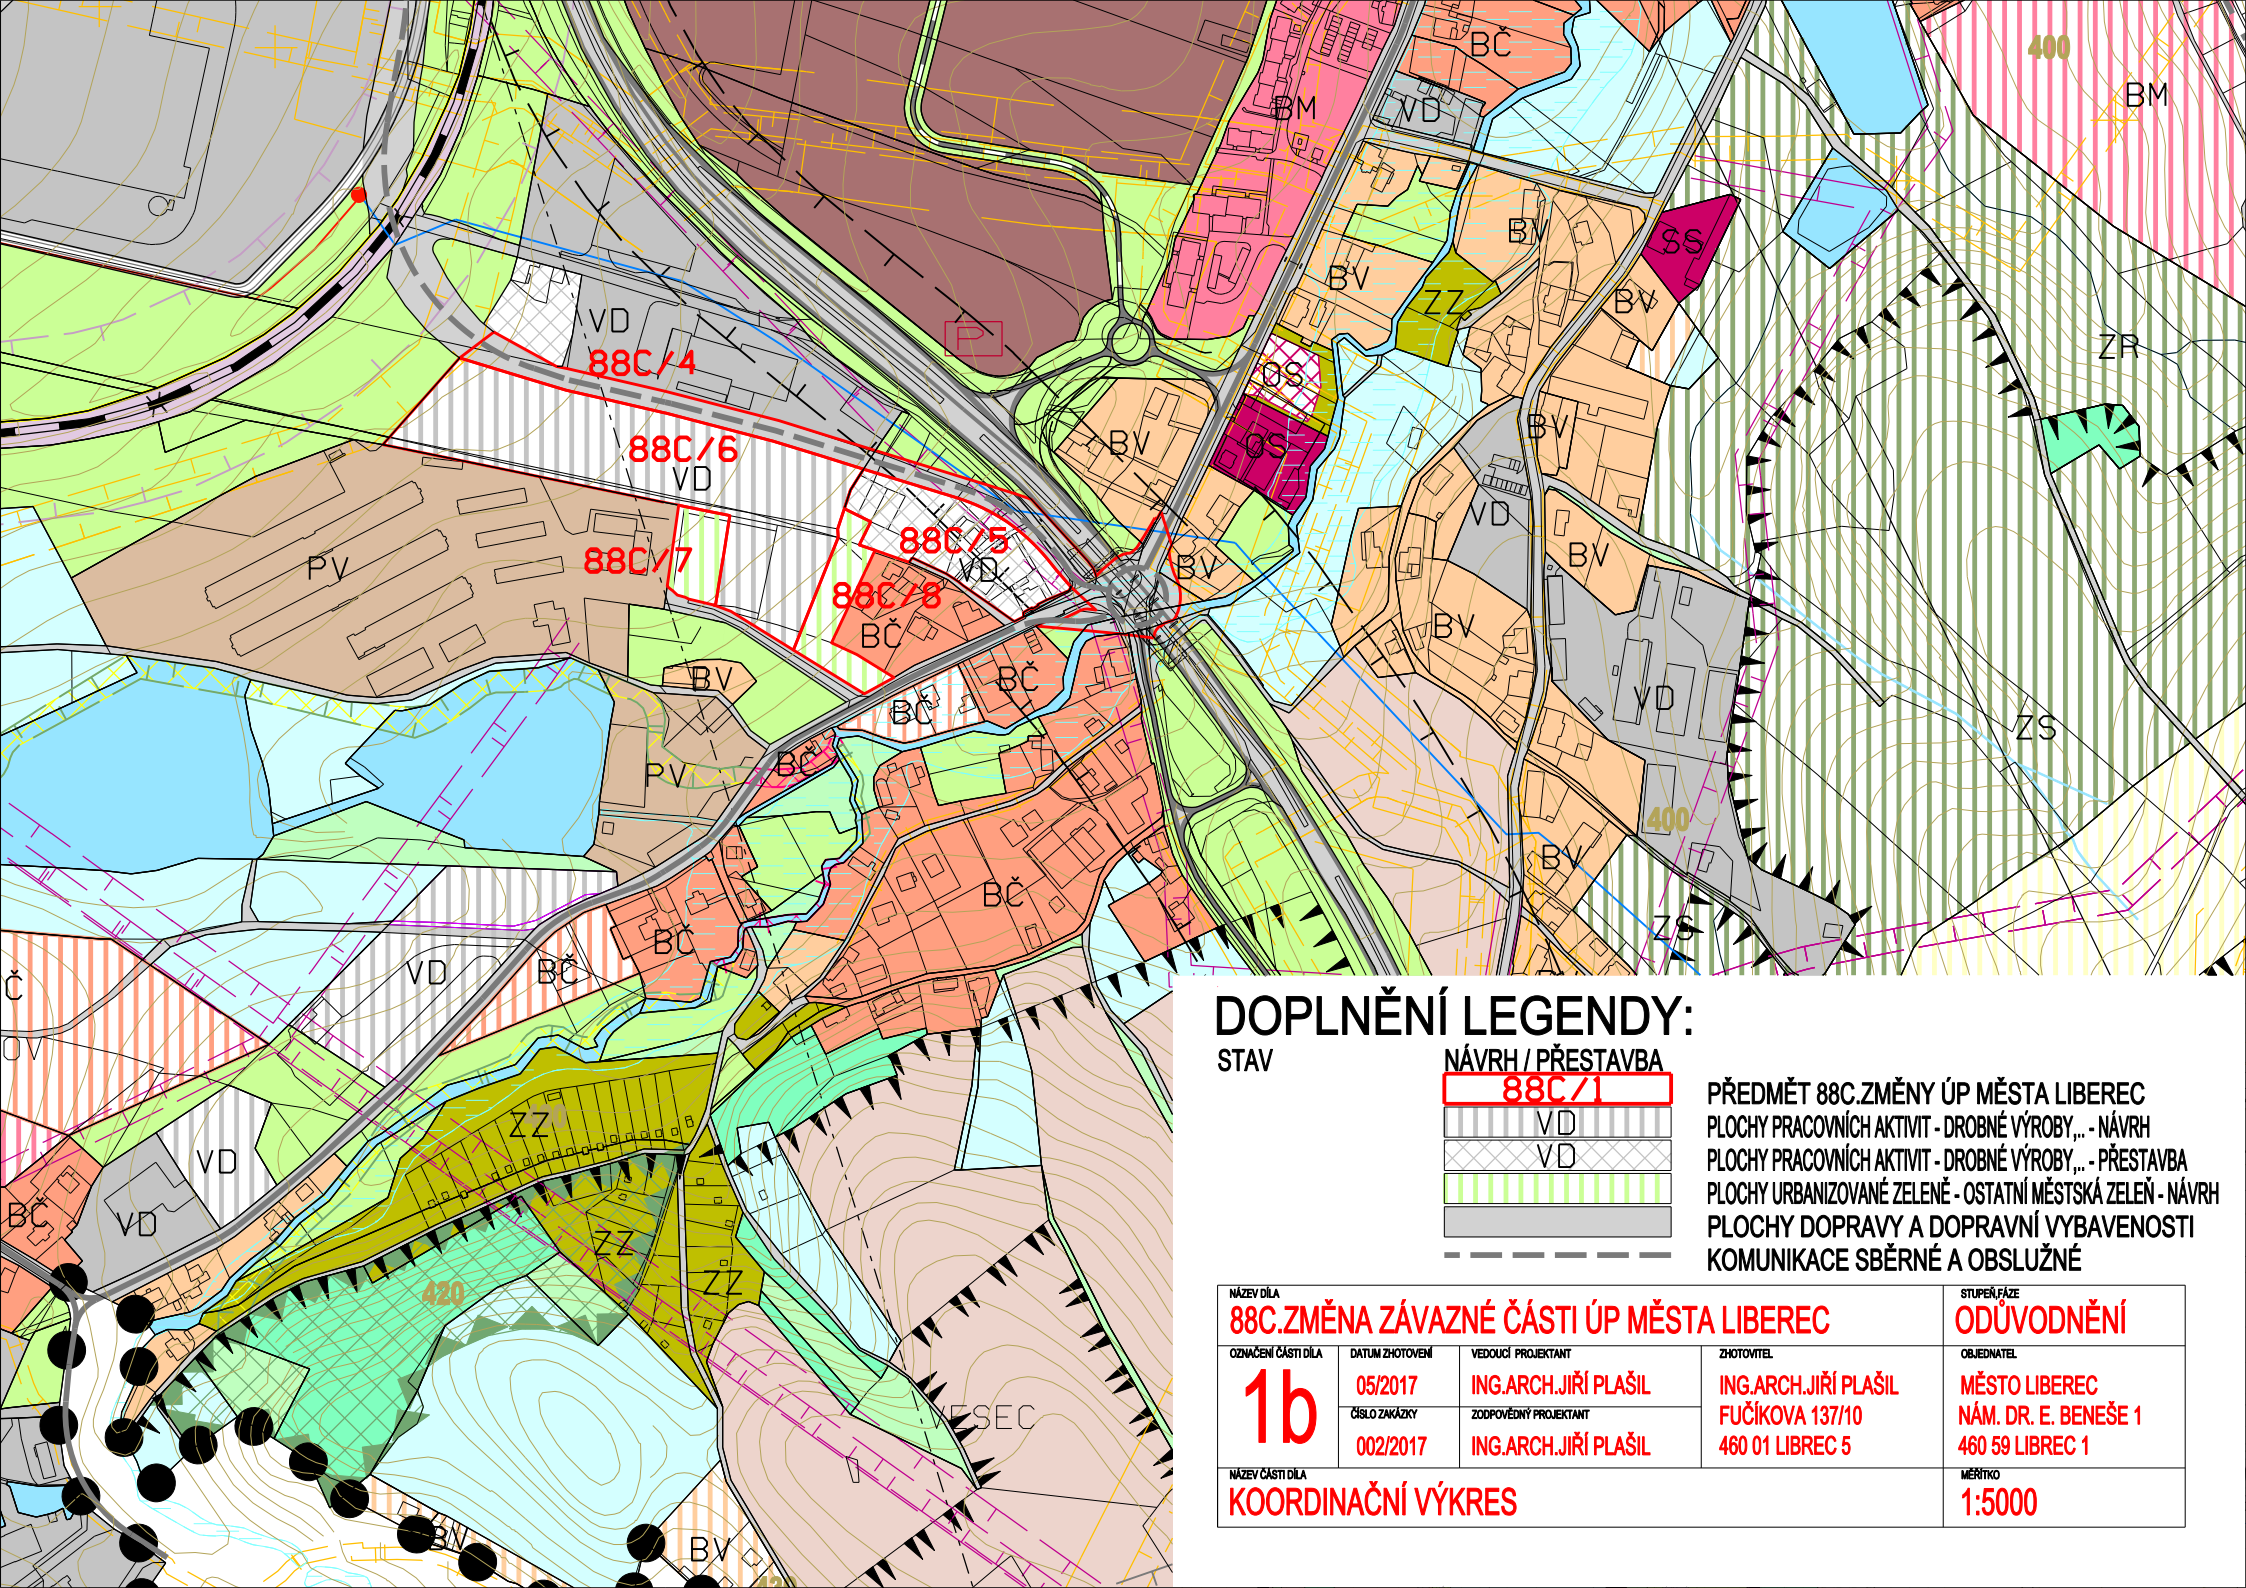 BČ
400
BM
VD
BM
BV
SS
BV
ZZ
BV
VD
P
ZR
88C/4
OS
BV
BV
OS
88C/6
VD
VD
88C/5
BV
88C/7
PV
VD
BV
88C/8
BV
BČ
BČ
BV
VD
BČ
ZS
BČ
PV
400
BV
BČ
ZS
BČ
BČ
VD
Č
OV
ZZ
VD
BČ
VD
ZZ
ZZ
420
VESEC
BV
BV
DOPLNĚNÍ LEGENDY:
STAV
NÁVRH / PŘESTAVBA
88C/1
PŘEDMĚT 88C.ZMĚNY ÚP MĚSTA LIBEREC
VD
PLOCHY PRACOVNÍCH AKTIVIT - DROBNÉ VÝROBY,.. - NÁVRH
VD
PLOCHY PRACOVNÍCH AKTIVIT - DROBNÉ VÝROBY,.. - PŘESTAVBA
PLOCHY URBANIZOVANÉ ZELENĚ - OSTATNÍ MĚSTSKÁ ZELEŇ - NÁVRH
PLOCHY DOPRAVY A DOPRAVNÍ VYBAVENOSTI
KOMUNIKACE SBĚRNÉ A OBSLUŽNÉ
NÁZEV DÍLA
88C.ZMĚNA ZÁVAZNÉ ČÁSTI ÚP MĚSTA LIBEREC
STUPEŇ,FÁZE
ODŮVODNĚNÍ
OZNAČENÍ ČÁSTI DÍLA
1b
DATUM ZHOTOVENÍ
05/2017
ČÍSLO ZAKÁZKY
002/2017
VEDOUCÍ PROJEKTANT
ING.ARCH.JIŘÍ PLAŠIL
ZODPOVĚDNÝ PROJEKTANT
ING.ARCH.JIŘÍ PLAŠIL
ZHOTOVITEL
ING.ARCH.JIŘÍ PLAŠIL
FUČÍKOVA 137/10
460 01 LIBREC 5
OBJEDNATEL
MĚSTO LIBEREC
NÁM. DR. E. BENEŠE 1
460 59 LIBREC 1
NÁZEV ČÁSTI DÍLA
KOORDINAČNÍ VÝKRES
MĚŘÍTKO
1:5000